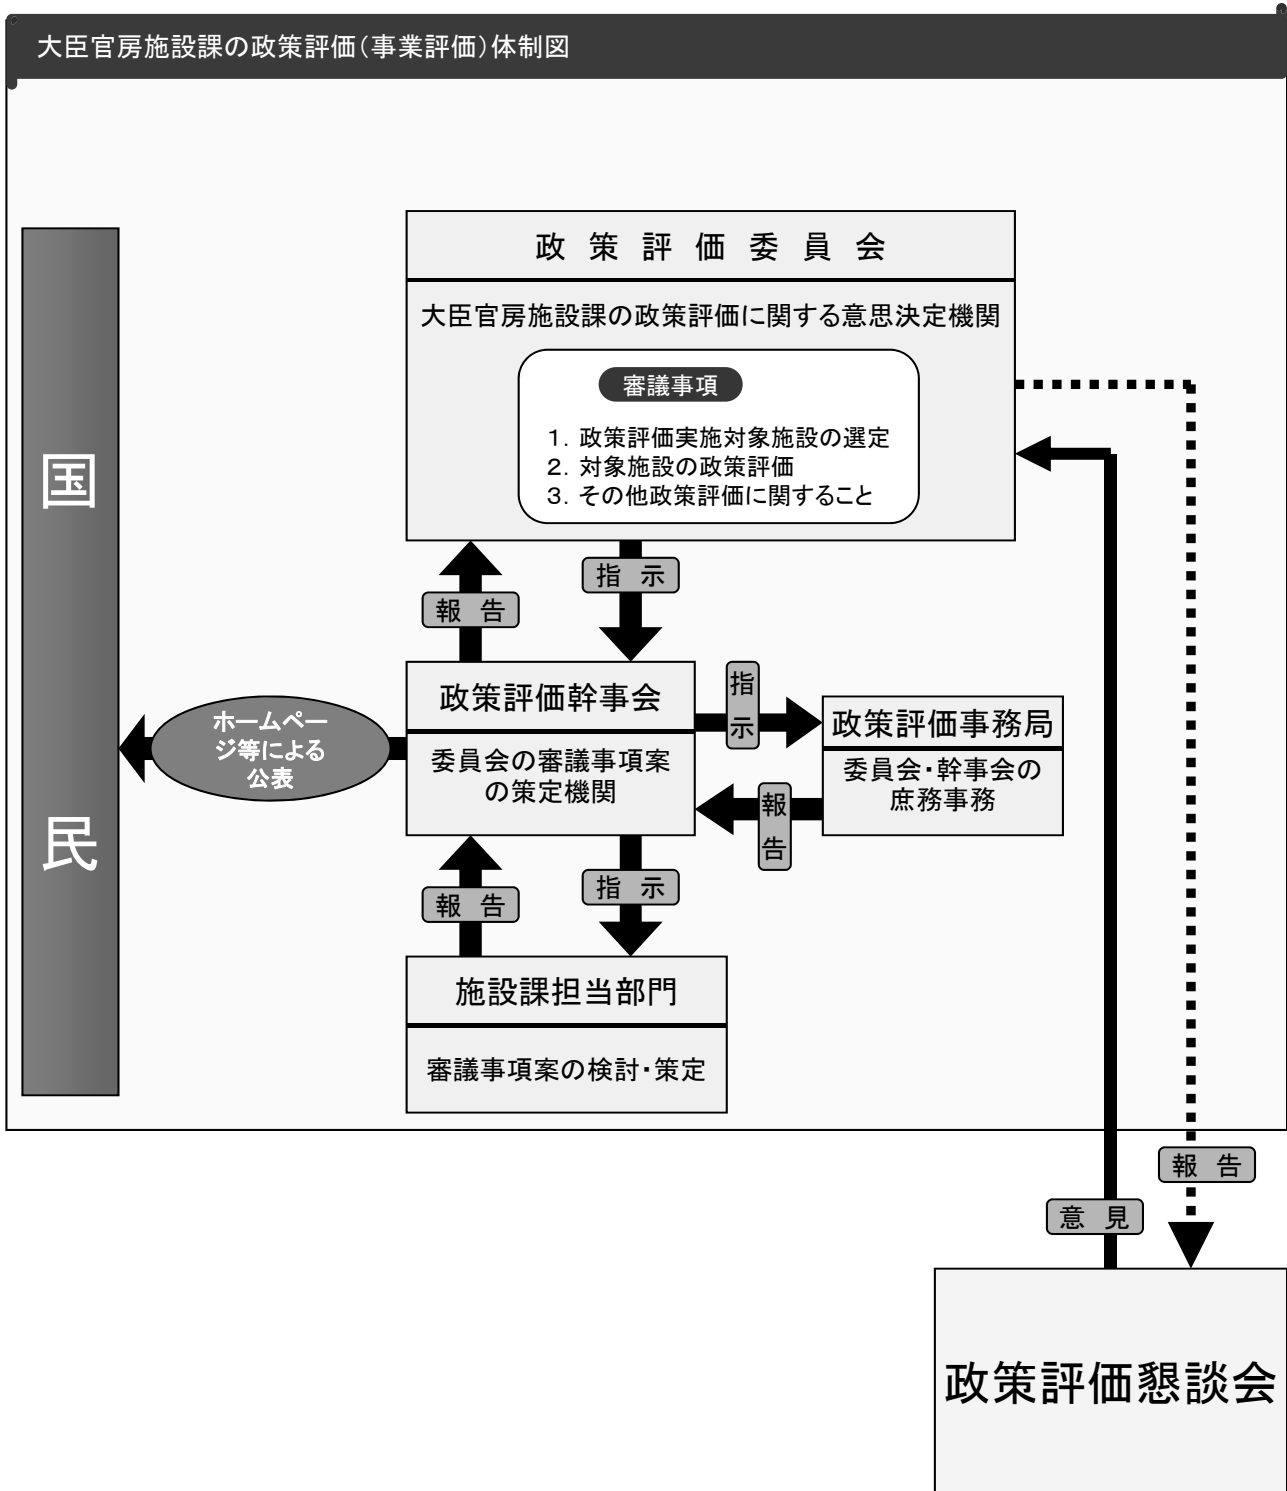 大臣官房施設課の政策評価(事業評価)体制図
政策評価委員会
大臣官房施設課の政策評価に関する意思決定機関
審議事項
1. 政策評価実施対象施設の選定
2. 対象施設の政策評価
3. その他政策評価に関すること
国
民
報告
指示
ホームペー
ジ等による
公表
政策評価幹事会
委員会の審議事項案
の策定機関
指
示
報
告
政策評価事務局
委員会・幹事会の
庶務事務
報告
指示
施設課担当部門
審議事項案の検討・策定
報告
意見
政策評価懇談会